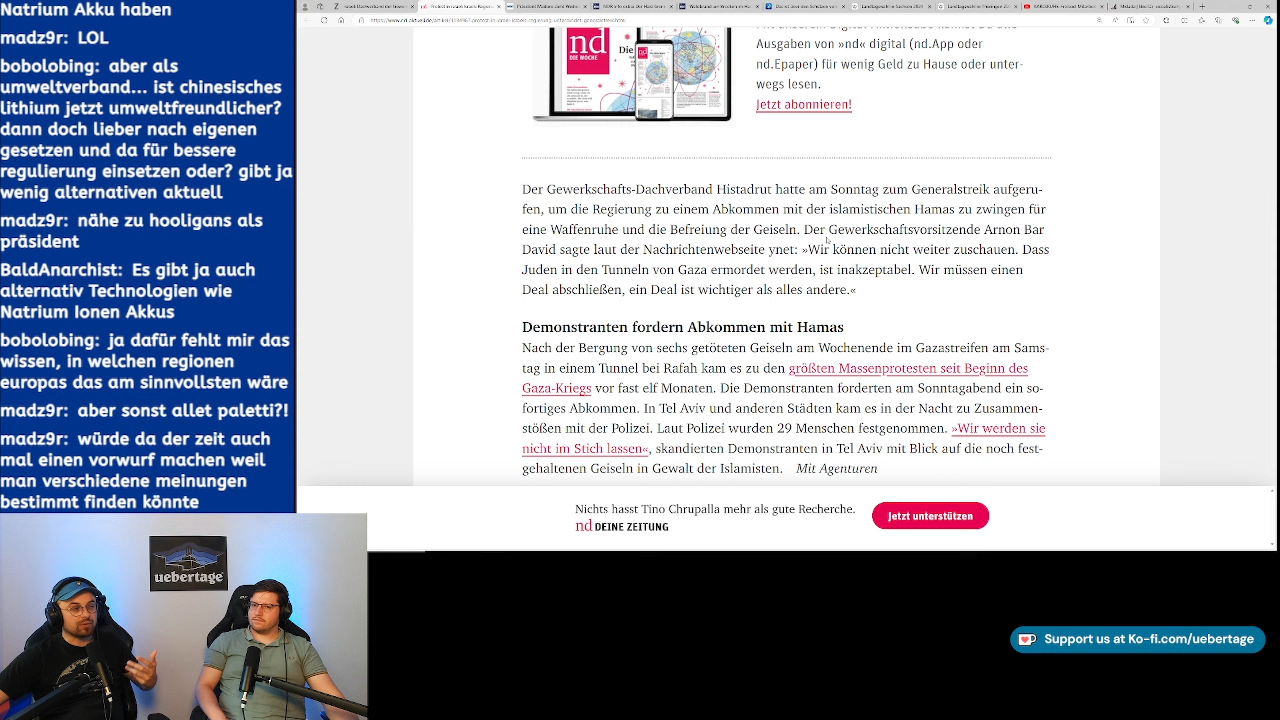 Natrium Akku haben
madz9r: LOL
bobolobing: aber als
umweltverband... ist chinesisches
lithium jetzt umweltfreundlicher?
dann doch lieber nach eigenen
gesetzen und da für bessere
regulierung einsetzen oder? gibt ja
wenig alternativen aktuell
madz9r: nähe zu hooligans als
präsident
BaldAnarchist: Es gibt ja auch
alternativ Technologien wie
Natrium Ionen Akkus
bobolobing: ja dafür fehlt mir das
wissen, in welchen regionen
europas das am sinnvollsten wäre
madz9r: aber sonst allet paletti?!
madz9r: würde da der zeit auch
mal einen vorwurf machen weil
man verschiedene meinungen
bestimmt finden könnte
uebertage
nd
DIE WOCHE
Ausgaben von »nd« digital (nd.App oder
nd.Epaper) für wenig Geld zu Hause oder unter-
wegs lesen.
Jetzt abonnieren!
Der Gewerkschafts-Dachverband Histadrut hatte am Sonntag zum Generalstreik aufgeru-
fen, um die Regierung zu einem Abkommen mit der islamistischen Hamas zu zwingen für
eine Waffenruhe und die Befreiung der Geiseln. Der Gewerkschaftsvorsitzende Arnon Bar
David sagte laut der Nachrichtenwebseite ynet: »Wir können nicht weiter zuschauen. Dass
Juden in den Tunneln von Gaza ermordet werden, ist inakzeptabel. Wir müssen einen
Deal abschließen, ein Deal ist wichtiger als alles andere.«
Demonstranten fordern Abkommen mit Hamas
Nach der Bergung von sechs getöteten Geiseln am Wochenende im Gazastreifen am Sams-
tag in einem Tunnel bei Rafah kam es zu den größten Massenprotesten seit Beginn des
Gaza-Kriegs vor fast elf Monaten. Die Demonstranten forderten am Sonntagabend ein so-
fortiges Abkommen. In Tel Aviv und anderen Städten kam es in der Nacht zu Zusammen-
stößen mit der Polizei. Laut Polizei wurden 29 Menschen festgenommen. »Wir werden sie
nicht im Stich lassen«, skandierten Demonstranten in Tel Aviv mit Blick auf die noch fest-
gehaltenen Geiseln in Gewalt der Islamisten. Mit Agenturen
Nichts hasst Tino Chrupalla mehr als gute Recherche.
nd DEINE ZEITUNG
Jetzt unterstützen
Support us at Ko-fi.com/uebertage